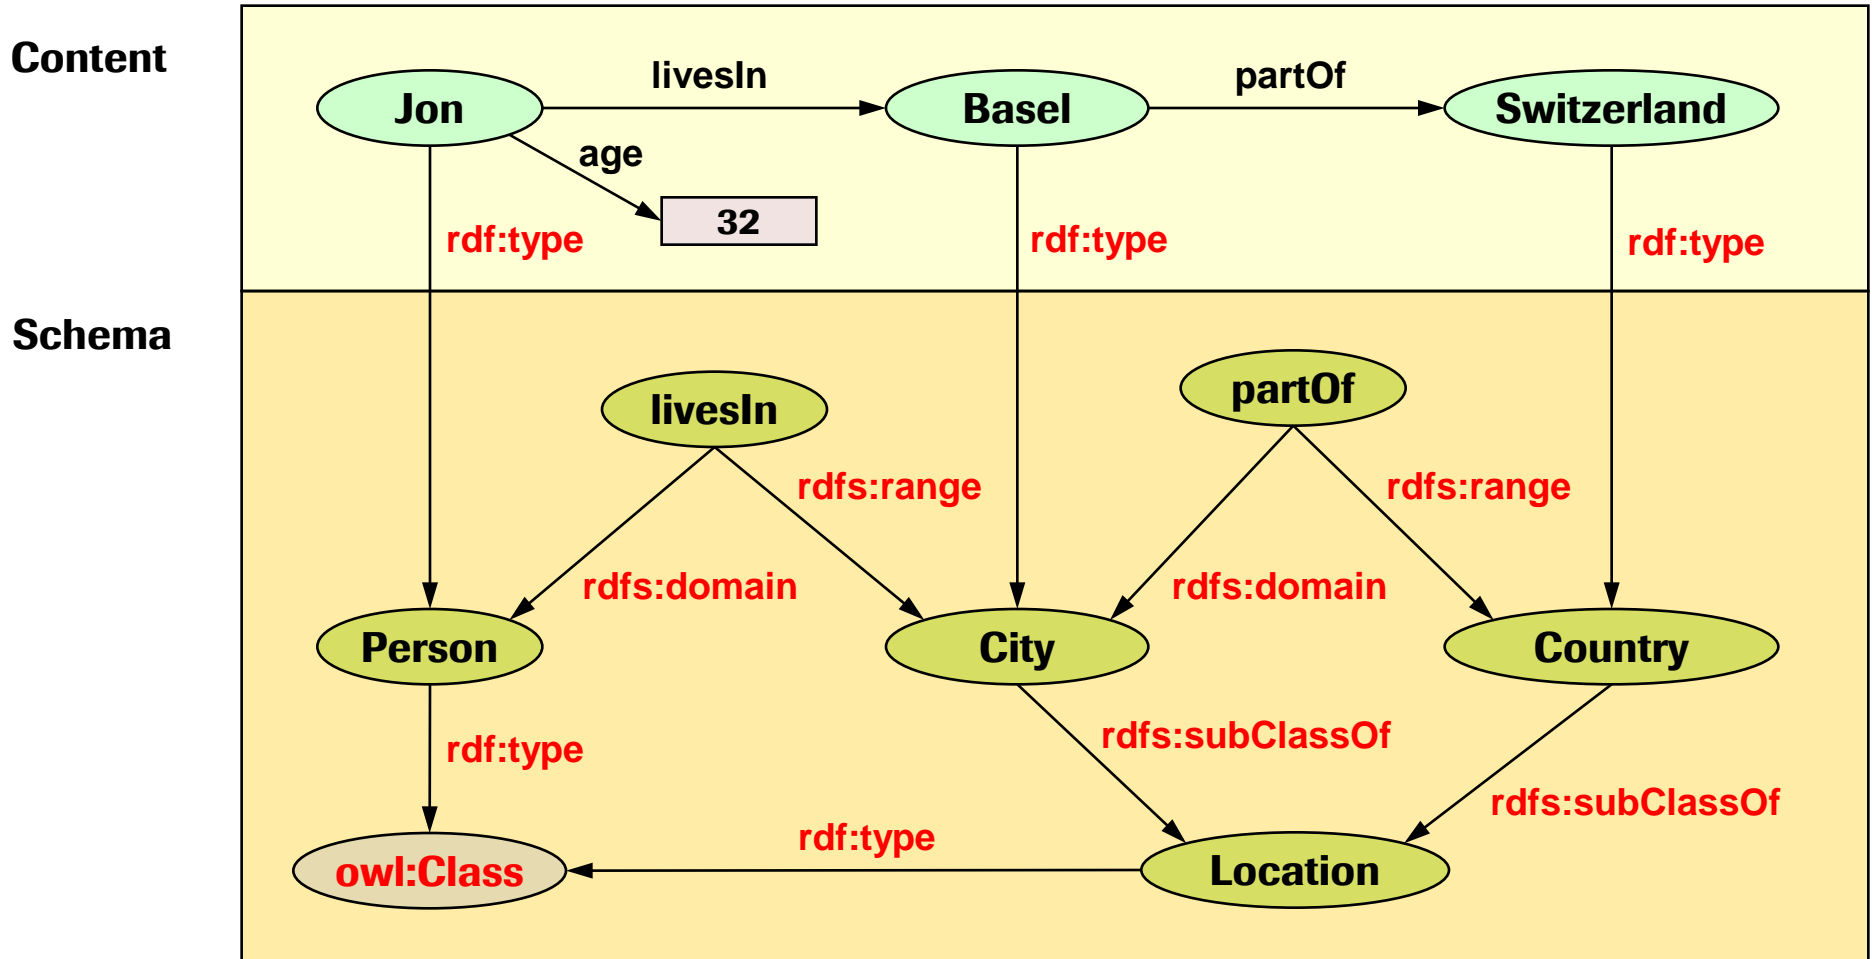 Content
livesIn
partOf
Jon
Basel
Switzerland
age
32
rdf:type
rdf:type
rdf:type
Schema
livesIn
partOf
rdfs:range
rdfs:range
rdfs:domain
rdfs:domain
Person
City
Country
rdf:type
rdfs:subClassOf
rdfs:subClassOf
rdf:type
owl:Class
Location